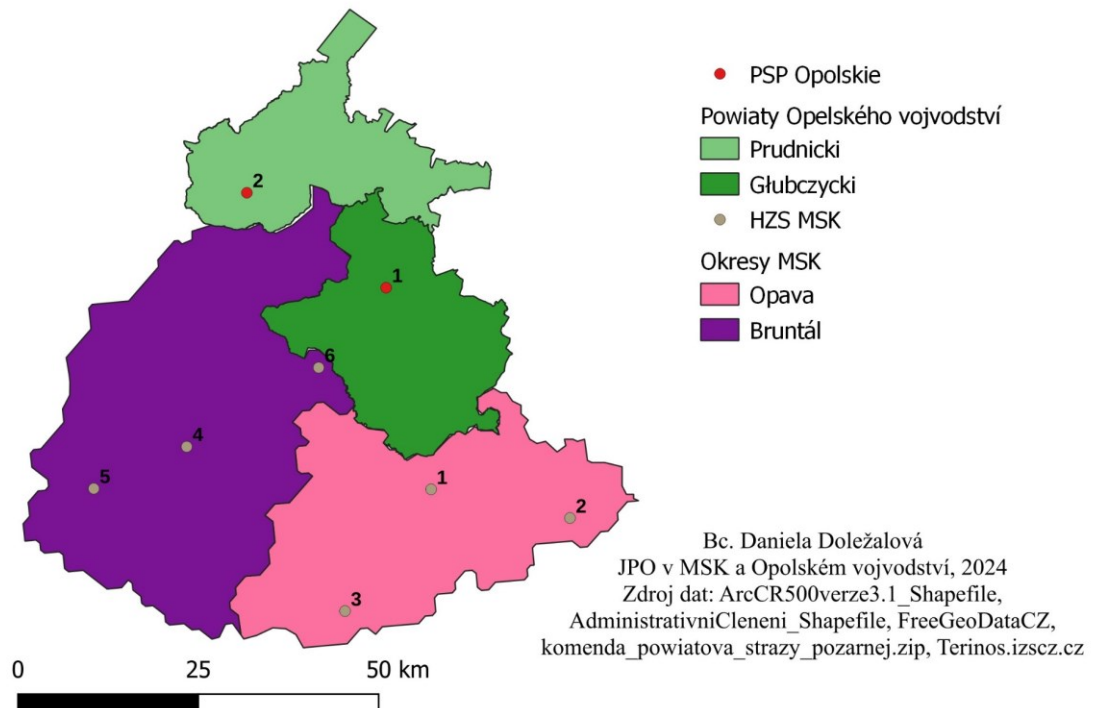 PSP Opolskie
Powiaty Opelského vojvodství
Prudnicki
Głubczycki
HZS MSK
Okresy MSK
Opava
Bruntál
2
1
6
4
5
1
2
3
Bc. Daniela Doležalová
JPO v MSK a Opolském vojvodství, 2024
Zdroj dat: ArcCR500verze3.1_Shapefile,
AdministrativniCleneni_Shapefile, FreeGeoDataCZ,
komenda_powiatova_strazy_pozarnej.zip, Terinos.izscz.cz
0 25 50 km